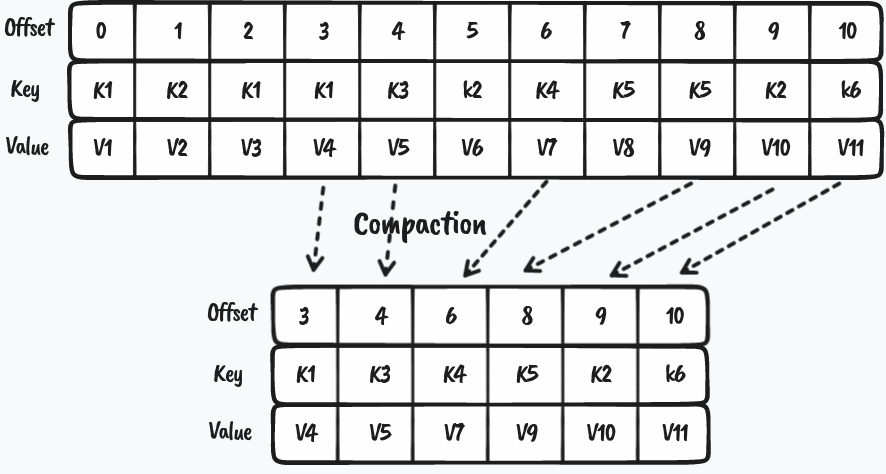 Offset 0 1 2 3 4 5 6 7 8 9 10
Key K1 K2 K1 K1 K3 k2 K4 K5 K5 K2 k6
Value V1 V2 V3 V4 V5 V6 V7 V8 V9 V10 V11
Compaction
Offset 3 4 6 8 9 10
Key K1 K3 K4 K5 K2 k6
Value V4 V5 V7 V9 V10 V11